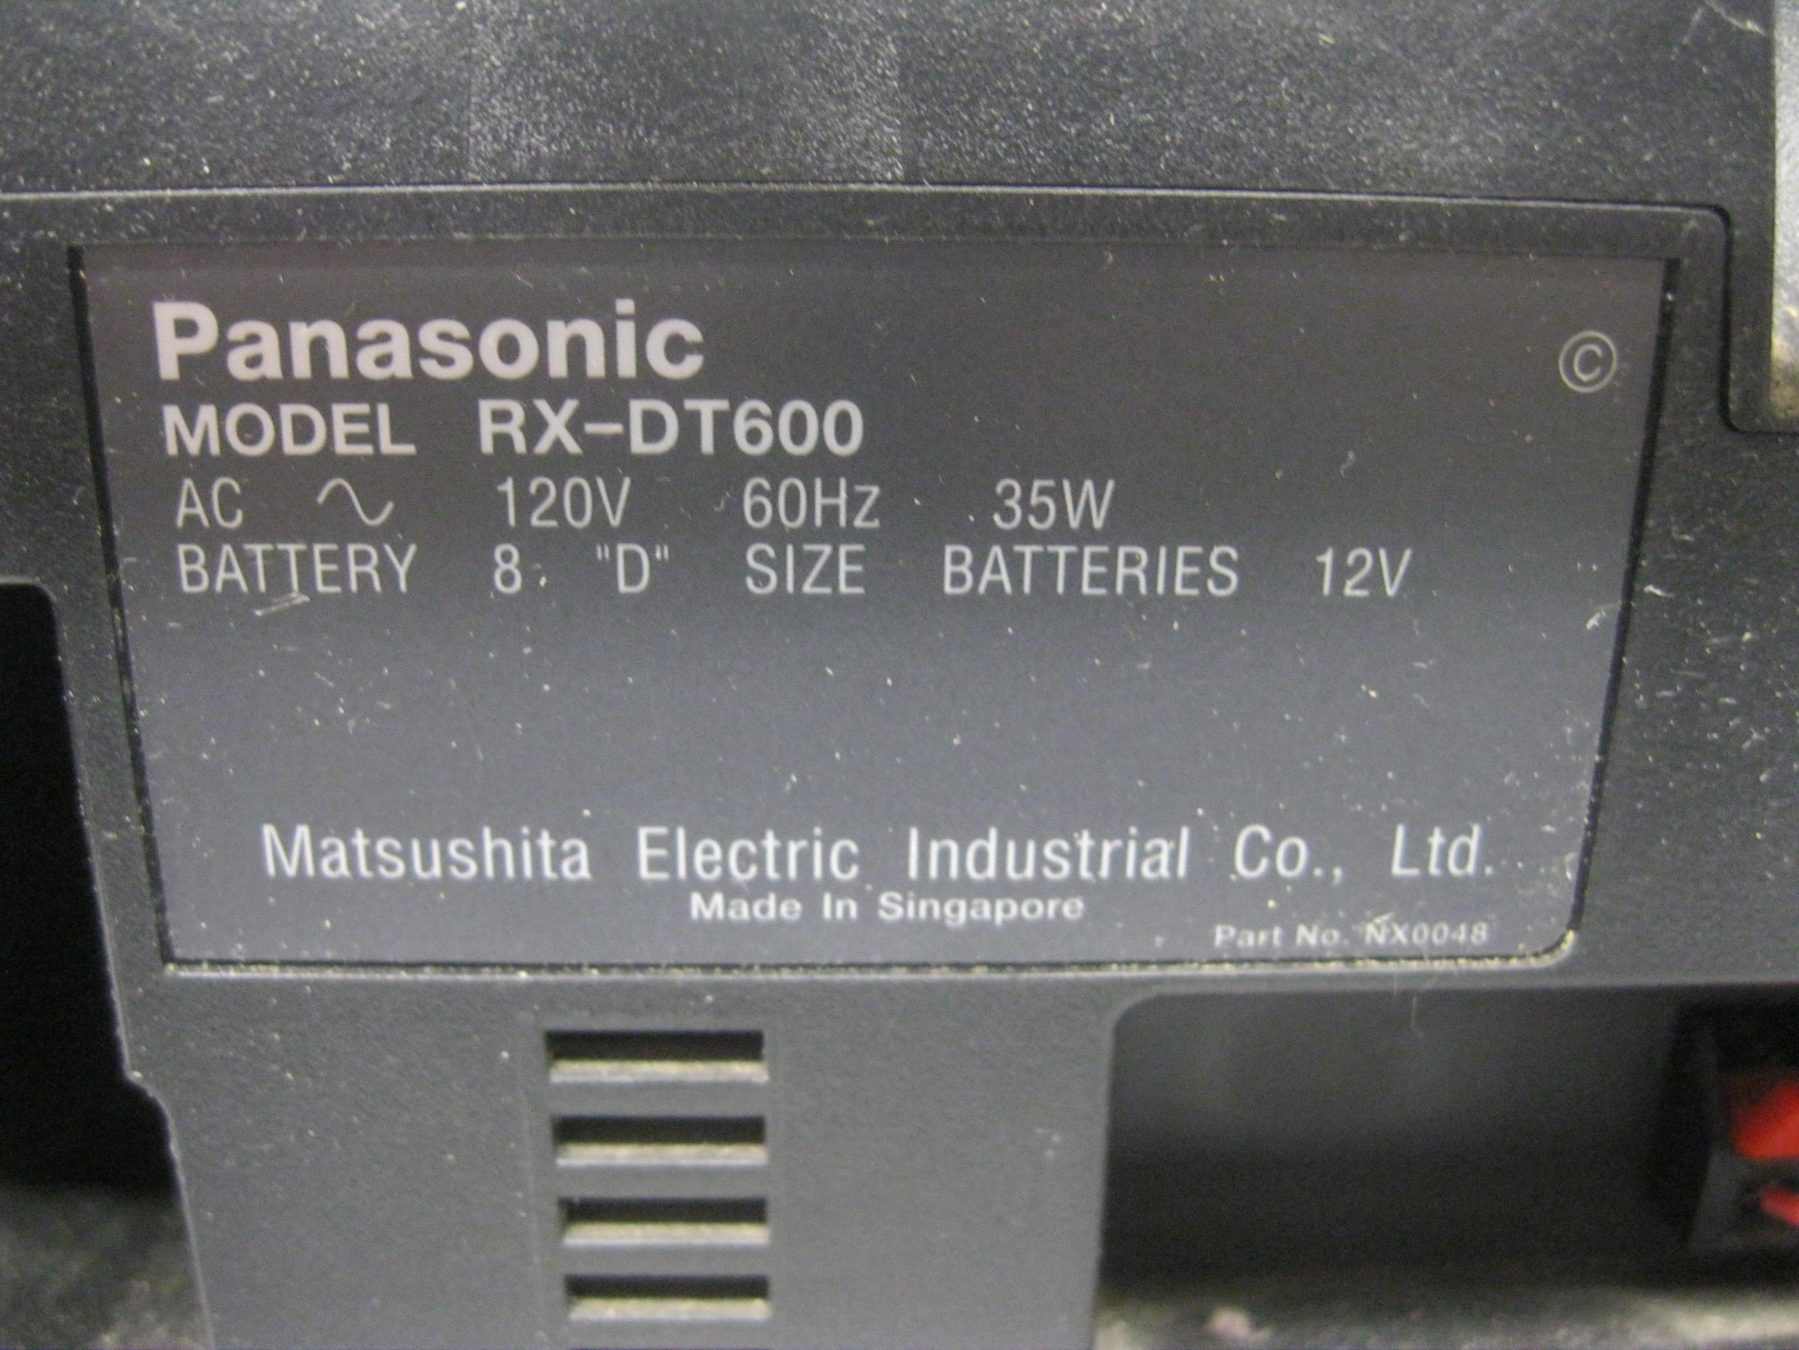 Panasonic
©
MODEL RX-DT600
AC ∿ 120V 60Hz 35W
BATTERY 8 "D" SIZE BATTERIES 12V
Matsushita Electric Industrial Co., Ltd.
Made In Singapore
Part No. NX0048